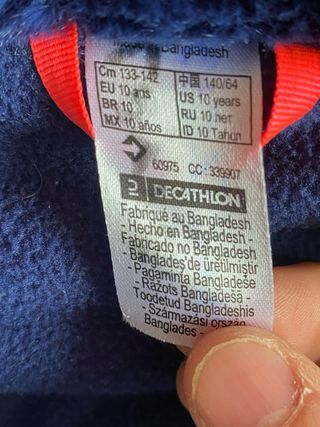 Made in Bangladesh
Cm 133-142
EU 10 ans
BR 10
MX 10 años
中国 140/64
US 10 years
RU 10 лет
ID 10 Tahun
60975 CC : 339907
DECATHLON
Fabriqué au Bangladesh
- Hecho en Bangladesh -
Fabricado no Bangladesh
- Banglades'de üretilmiştir
- Pagaminta Bangladeše
- Ražots Bangladešā -
Toodetud Bangladeshis
- Származási ország
Banglades -